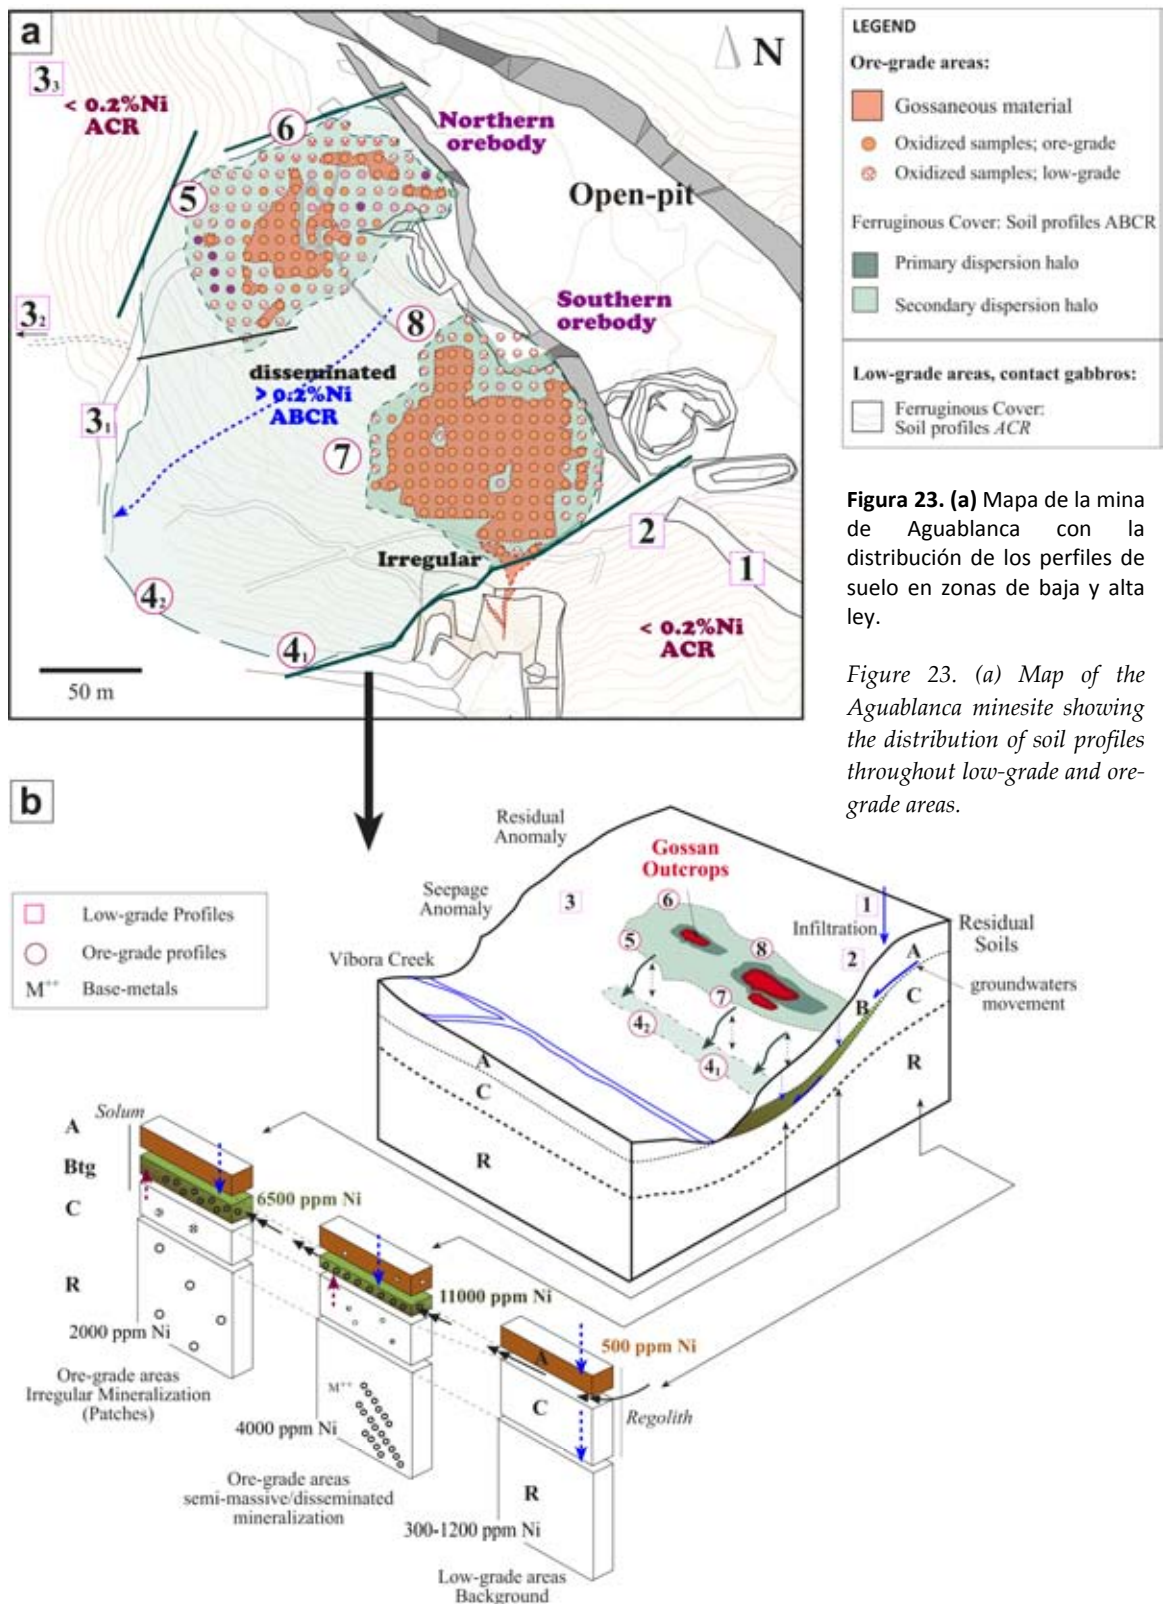 a
3₃
< 0.2%Ni
ACR
6
Northern
orebody
N
5
Open-pit
3₂
Southern
orebody
8
disseminated
> 0.2%Ni
ABCR
3₁
7
2
Irregular
1
4₂
< 0.2%Ni
ACR
4₁
50 m
LEGEND
Ore-grade areas:
Gossaneous material
Oxidized samples; ore-grade
Oxidized samples; low-grade
Ferruginous Cover: Soil profiles ABCR
Primary dispersion halo
Secondary dispersion halo
Low-grade areas, contact gabbros:
Ferruginous Cover:
Soil profiles ACR
Figura 23. (a) Mapa de la mina
de Aguablanca con la
distribución de los perfiles de
suelo en zonas de baja y alta
ley.
Figure 23. (a) Map of the
Aguablanca minesite showing
the distribution of soil profiles
throughout low-grade and ore-
grade areas.
b
Low-grade Profiles
Ore-grade profiles
M⁺⁺ Base-metals
Residual
Anomaly
Seepage
Anomaly
Víbora Creek
Gossan
Outcrops
3
6
1
Infiltration
Residual
Soils
5
8
2
A
groundwaters
movement
7
B
C
4₂
4₁
R
A
C
R
Solum
A
Btg
C
R
6500 ppm Ni
2000 ppm Ni
Ore-grade areas
Irregular Mineralization
(Patches)
11000 ppm Ni
M⁺⁺
4000 ppm Ni
Ore-grade areas
semi-massive/disseminated
mineralization
500 ppm Ni
A
C
Regolith
R
300-1200 ppm Ni
Low-grade areas
Background